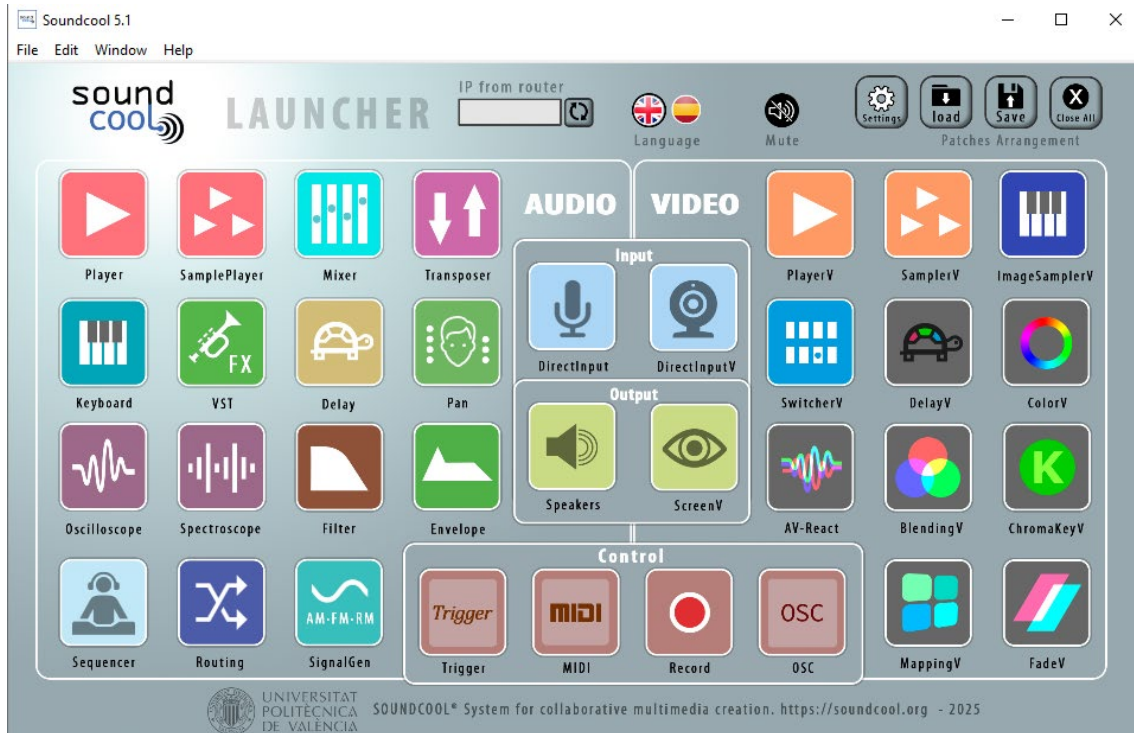 Soundcool 5.1
File Edit Window Help
sound
cool
LAUNCHER
IP from router
Language
Mute
Settings
load
Save
Close All
Patches Arrangement
AUDIO
VIDEO
Player
SamplePlayer
Mixer
Transposer
Input
DirectInput
DirectInputV
PlayerV
SamplerV
ImageSamplerV
FX
Keyboard
VST
Delay
Pan
Output
Speakers
ScreenV
SwitcherV
DelayV
ColorV
Oscilloscope
Spectroscope
Filter
Envelope
K
AV-React
BlendingV
ChromaKeyV
Control
AM-FM-RM
Sequencer
Routing
SignalGen
Trigger
MIDI
OSC
Trigger
MIDI
Record
OSC
MappingV
FadeV
UNIVERSITAT
POLITÈCNICA
DE VALÈNCIA
SOUNDCOOL® System for collaborative multimedia creation. https://soundcool.org - 2025